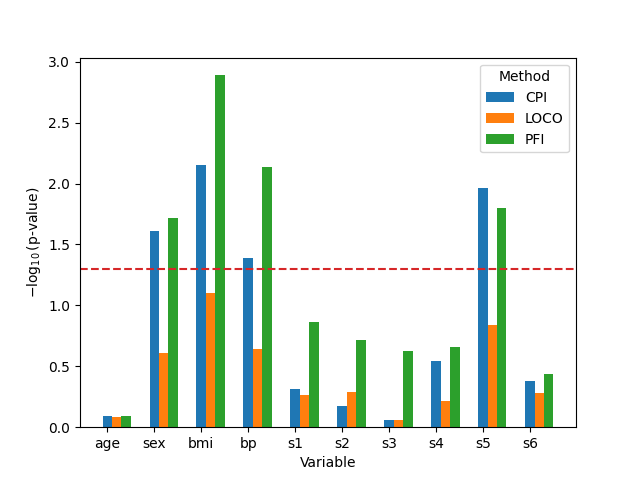 3.0
2.5
2.0
1.5
1.0
0.5
0.0
−log₁₀(p-value)
Method
CPI
LOCO
PFI
age sex bmi bp s1 s2 s3 s4 s5 s6
Variable